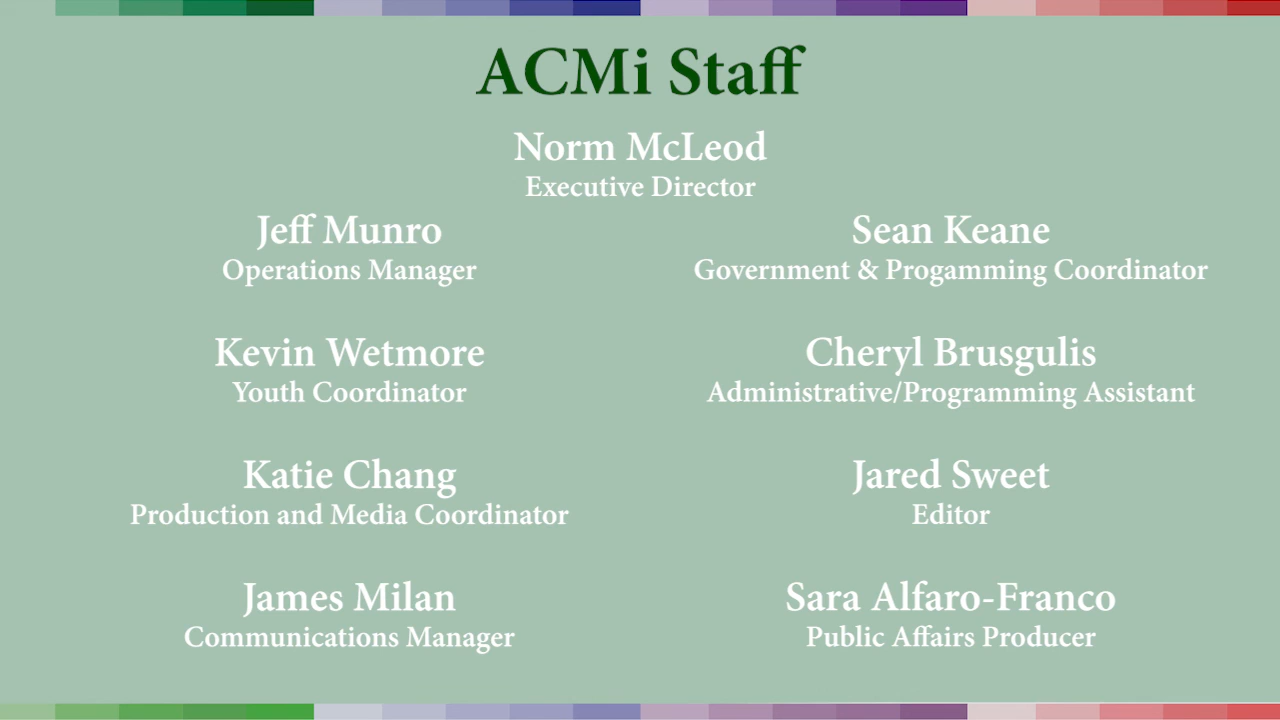 ACMi Staff
Norm McLeod
Executive Director
Jeff Munro
Operations Manager
Sean Keane
Government & Progamming Coordinator
Kevin Wetmore
Youth Coordinator
Cheryl Brusgulis
Administrative/Programming Assistant
Katie Chang
Production and Media Coordinator
Jared Sweet
Editor
James Milan
Communications Manager
Sara Alfaro-Franco
Public Affairs Producer